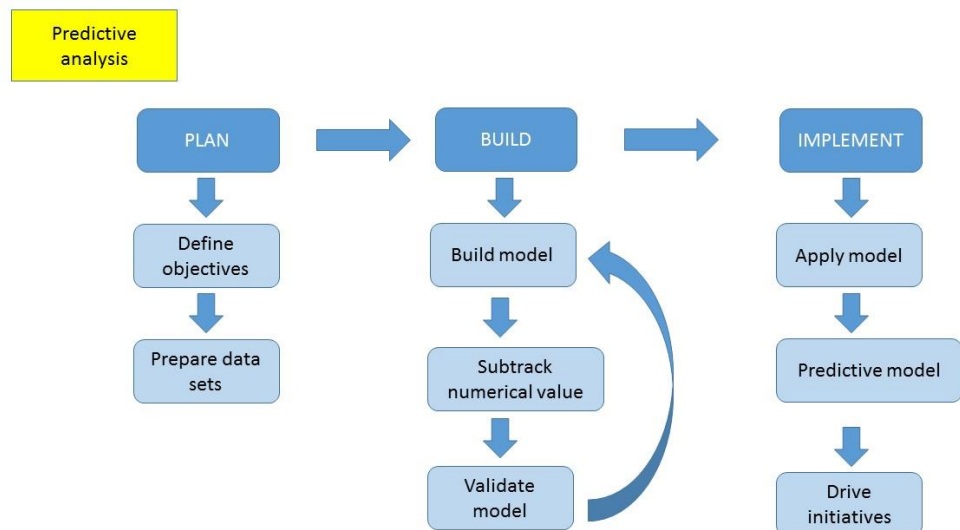 Predictive
analysis
PLAN
BUILD
IMPLEMENT
Define
objectives
Build model
Apply model
Prepare data
sets
Subtrack
numerical value
Predictive model
Validate
model
Drive
initiatives